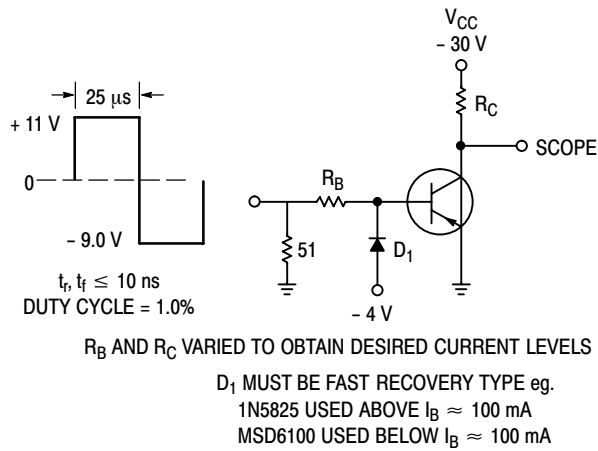 V_CC
– 30 V
25 μs
+ 11 V
R_C
SCOPE
0
R_B
– 9.0 V
51
D₁
t_r, t_f ≤ 10 ns
DUTY CYCLE = 1.0%
– 4 V
R_B AND R_C VARIED TO OBTAIN DESIRED CURRENT LEVELS
D₁ MUST BE FAST RECOVERY TYPE eg.
1N5825 USED ABOVE I_B ≈ 100 mA
MSD6100 USED BELOW I_B ≈ 100 mA